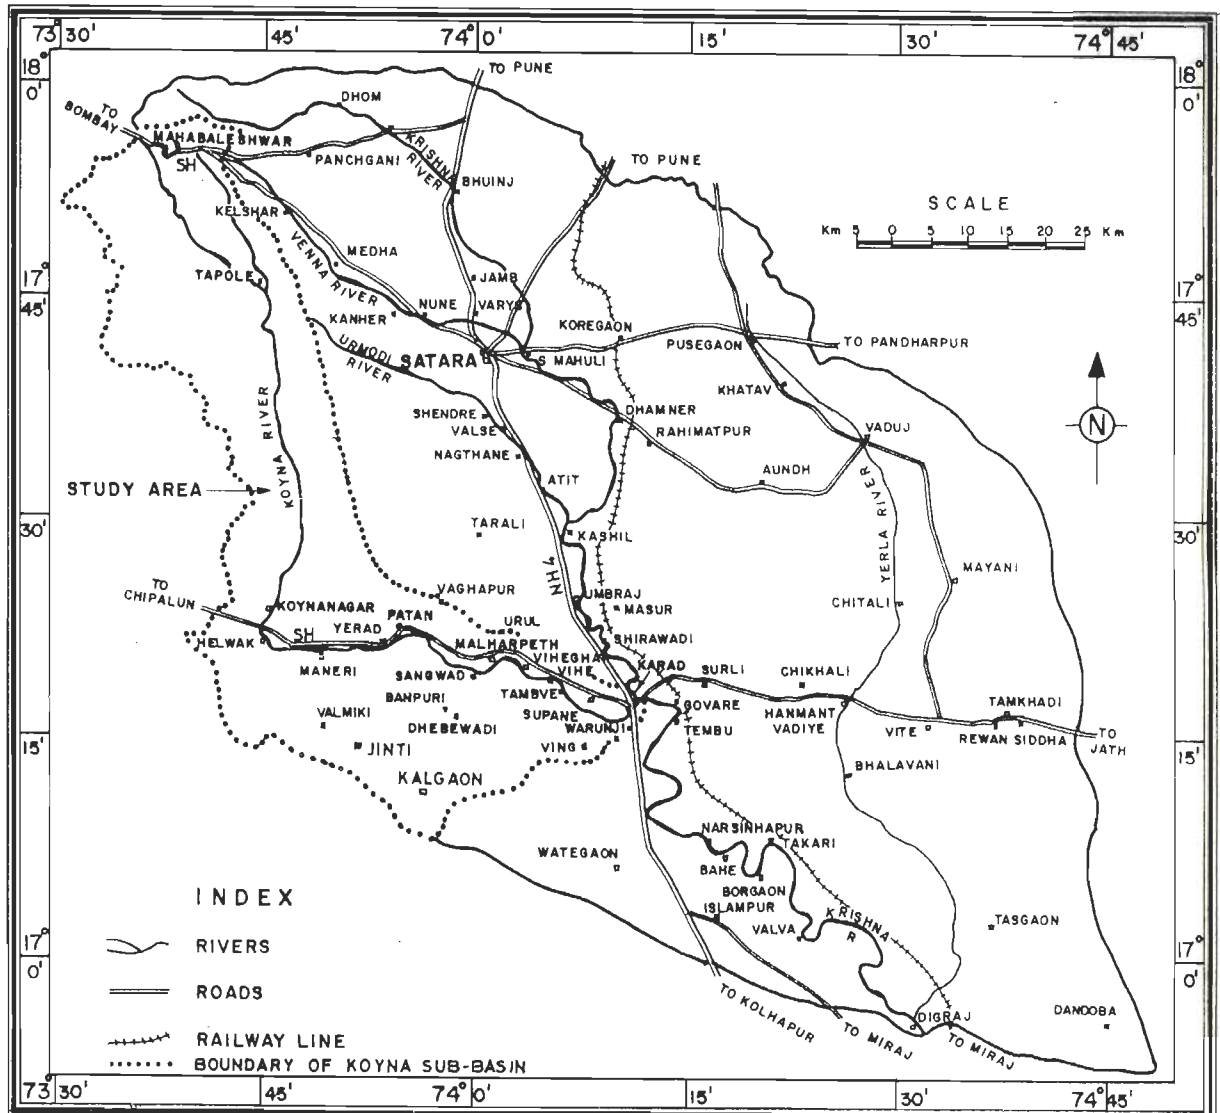 73° 30' 45' 74° 0' 15' 30' 74° 45'
18° 0'
18° 0'
TO PUNE
DHOM
TO BOMBAY
MAHABALESHWAR
SH
PANCHGANI
KRISHNA RIVER
BHUINJ
TO PUNE
SCALE
Km 5 0 5 10 15 20 25 Km
KELSHAR
VENNA RIVER
MEDHA
TAPOLE
JAMB
17° 45'
17° 45'
KANHER
NUNE
VARYE
KOREGAON
PUSEGAON
TO PANDHARPUR
URMODI RIVER
SATARA
S MAHULI
KHATAV
N
KOYNA RIVER
SHENDRE
VALSE
NAGTHANE
DHAMNER
RAHIMATPUR
VADUJ
AUNDH
STUDY AREA
ATIT
30'
30'
TARALI
KASHIL
YERLA RIVER
NH4
MAYANI
TO CHIPALUN
VAGHAPUR
UMBRAJ
MASUR
CHITALI
KOYNANAGAR
PATAN
URUL
HELWAK
SH
YERAD
MALHARPETH
SHIRAWADI
MANERI
SANGWAD
VIHEGHA
VIHE
KARAD
SURLI
CHIKHALI
BANPURI
TAMBVE
VALMIKI
DHEBEWADI
SUPANE
GOVARE
HANMANT VADIYE
TAMKHADI
WARUNJI
TEMBU
VITE
REWAN SIDDHA
TO JATH
15'
15'
JINTI
VING
KALGAON
BHALAVANI
NARSINHAPUR
TAKARI
WATEGAON
BAHE
BORGAON
ISLAMPUR
VALVA
KRISHNA R
TASGAON
INDEX
RIVERS
17° 0'
17° 0'
ROADS
TO KOLHAPUR
TO MIRAJ
DIGRAJ
TO MIRAJ
DANDOBA
RAILWAY LINE
BOUNDARY OF KOYNA SUB-BASIN
73° 30' 45' 74° 0' 15' 30' 74° 45'